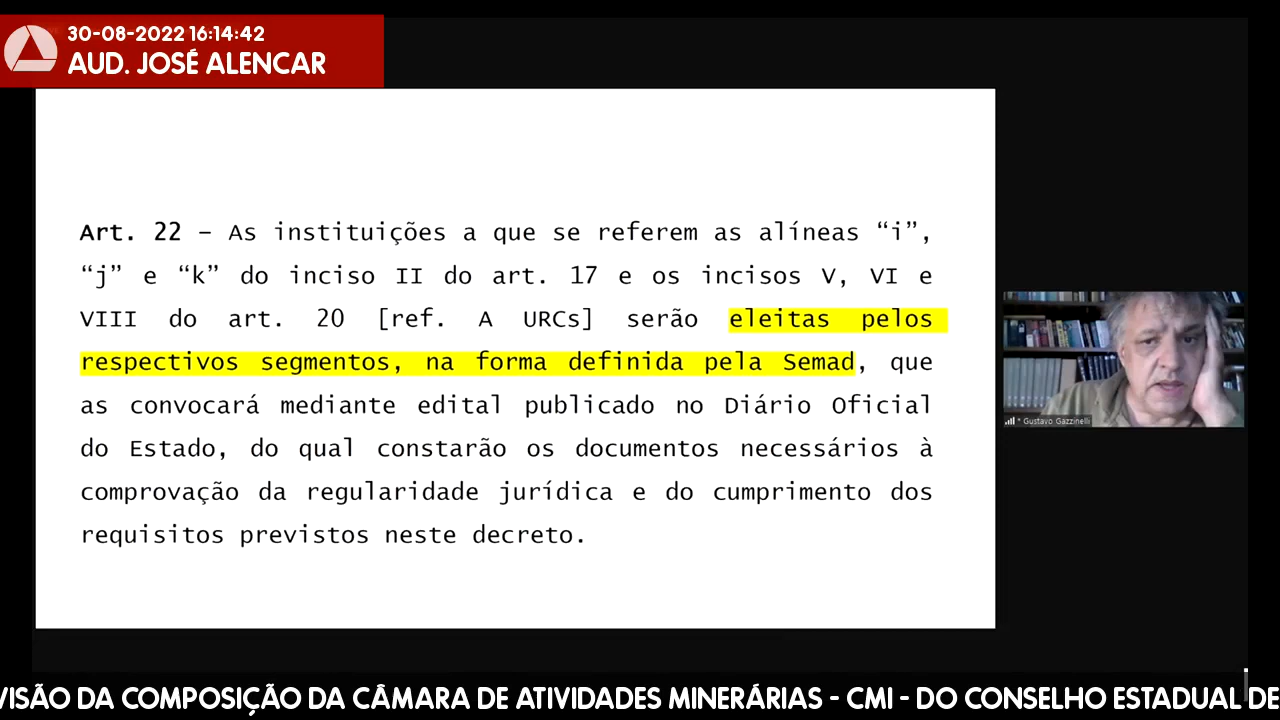 30-08-2022 16:14:42
AUD. JOSÉ ALENCAR
Art. 22 – As instituições a que se referem as alíneas “i”,
“j” e “k” do inciso II do art. 17 e os incisos V, VI e
VIII do art. 20 [ref. A URCs] serão eleitas pelos
respectivos segmentos, na forma definida pela Semad, que
as convocará mediante edital publicado no Diário Oficial
do Estado, do qual constarão os documentos necessários à
comprovação da regularidade jurídica e do cumprimento dos
requisitos previstos neste decreto.
* Gustavo Gazzinelli
VISÃO DA COMPOSIÇÃO DA CÂMARA DE ATIVIDADES MINERÁRIAS - CMI - DO CONSELHO ESTADUAL DE